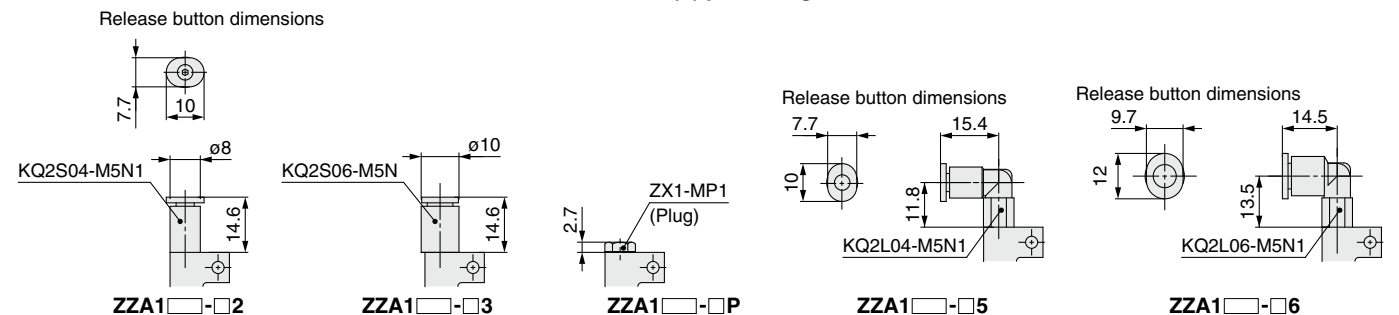 Release button dimensions
7.7
10
KQ2S04-M5N1
ø8
14.6
ZZA1□-□2
KQ2S06-M5N
ø10
14.6
ZZA1□-□3
ZX1-MP1
(Plug)
2.7
ZZA1□-□P
Release button dimensions
7.7
10
15.4
11.8
KQ2L04-M5N1
ZZA1□-□5
Release button dimensions
9.7
12
14.5
13.5
KQ2L06-M5N1
ZZA1□-□6